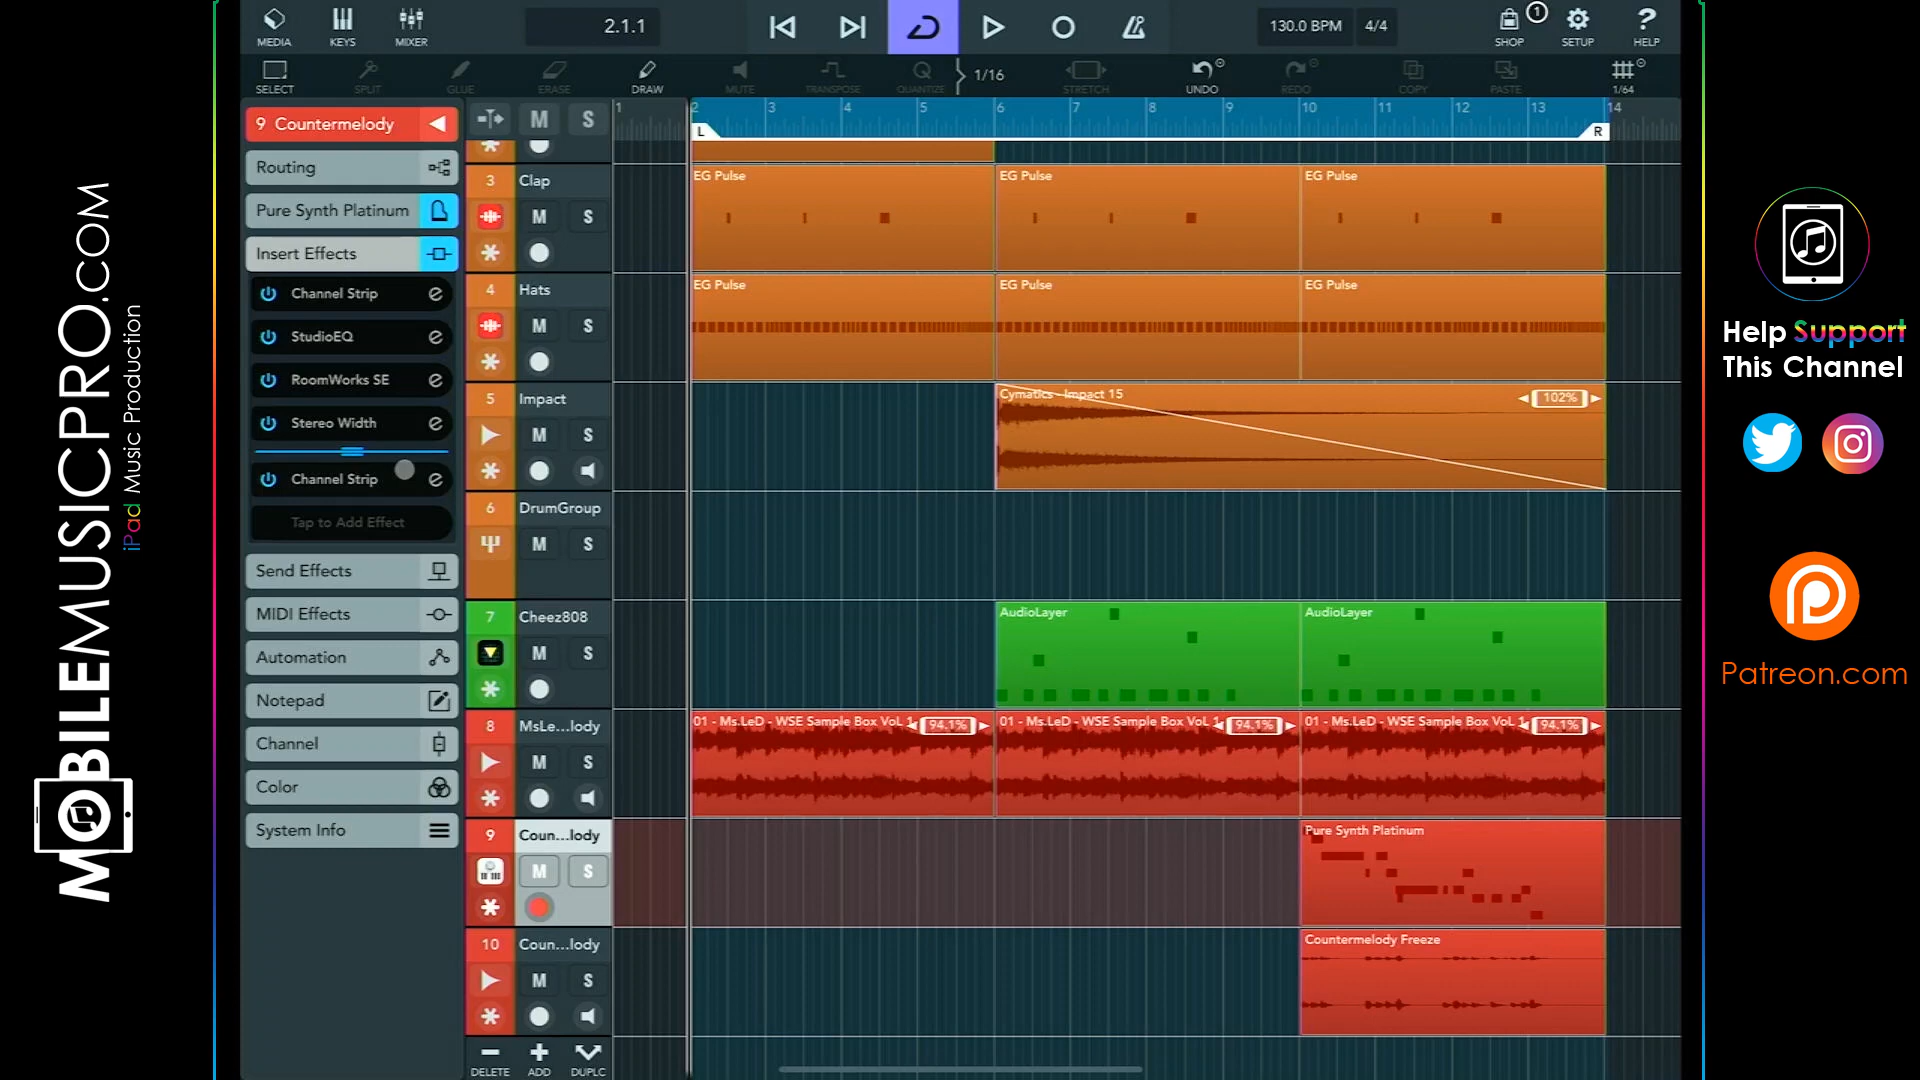 MOBILEMUSICPRO.COM
iPad Music Production
MEDIA
KEYS
MIXER
2.1.1
130.0 BPM
4/4
1
SHOP
SETUP
HELP
SELECT
SPLIT
GLUE
ERASE
DRAW
MUTE
TRANSPOSE
Q
QUANTIZE
1/16
STRETCH
UNDO
REDO
COPY
PASTE
1/64
9 Countermelody
Routing
Pure Synth Platinum
Insert Effects
Channel Strip
StudioEQ
RoomWorks SE
Stereo Width
Channel Strip
Tap to Add Effect
Send Effects
MIDI Effects
Automation
Notepad
Channel
Color
System Info
M S
1 2 3 4 5 6 7 8 9 10 11 12 13 14
L R
3 Clap
M S
EG Pulse EG Pulse EG Pulse
4 Hats
M S
EG Pulse EG Pulse EG Pulse
5 Impact
M S
Cymatics - Impact 15
102%
6 DrumGroup
M S
7 Cheez808
M S
AudioLayer AudioLayer
8 MsLe...lody
M S
01 - Ms.LeD - WSE Sample Box Vol. 1 94.1%
01 - Ms.LeD - WSE Sample Box Vol. 1 94.1%
01 - Ms.LeD - WSE Sample Box Vol. 1 94.1%
9 Coun...lody
M S
Pure Synth Platinum
10 Coun...lody
M S
Countermelody Freeze
DELETE
ADD
DUPLC
Help Support
This Channel
Patreon.com